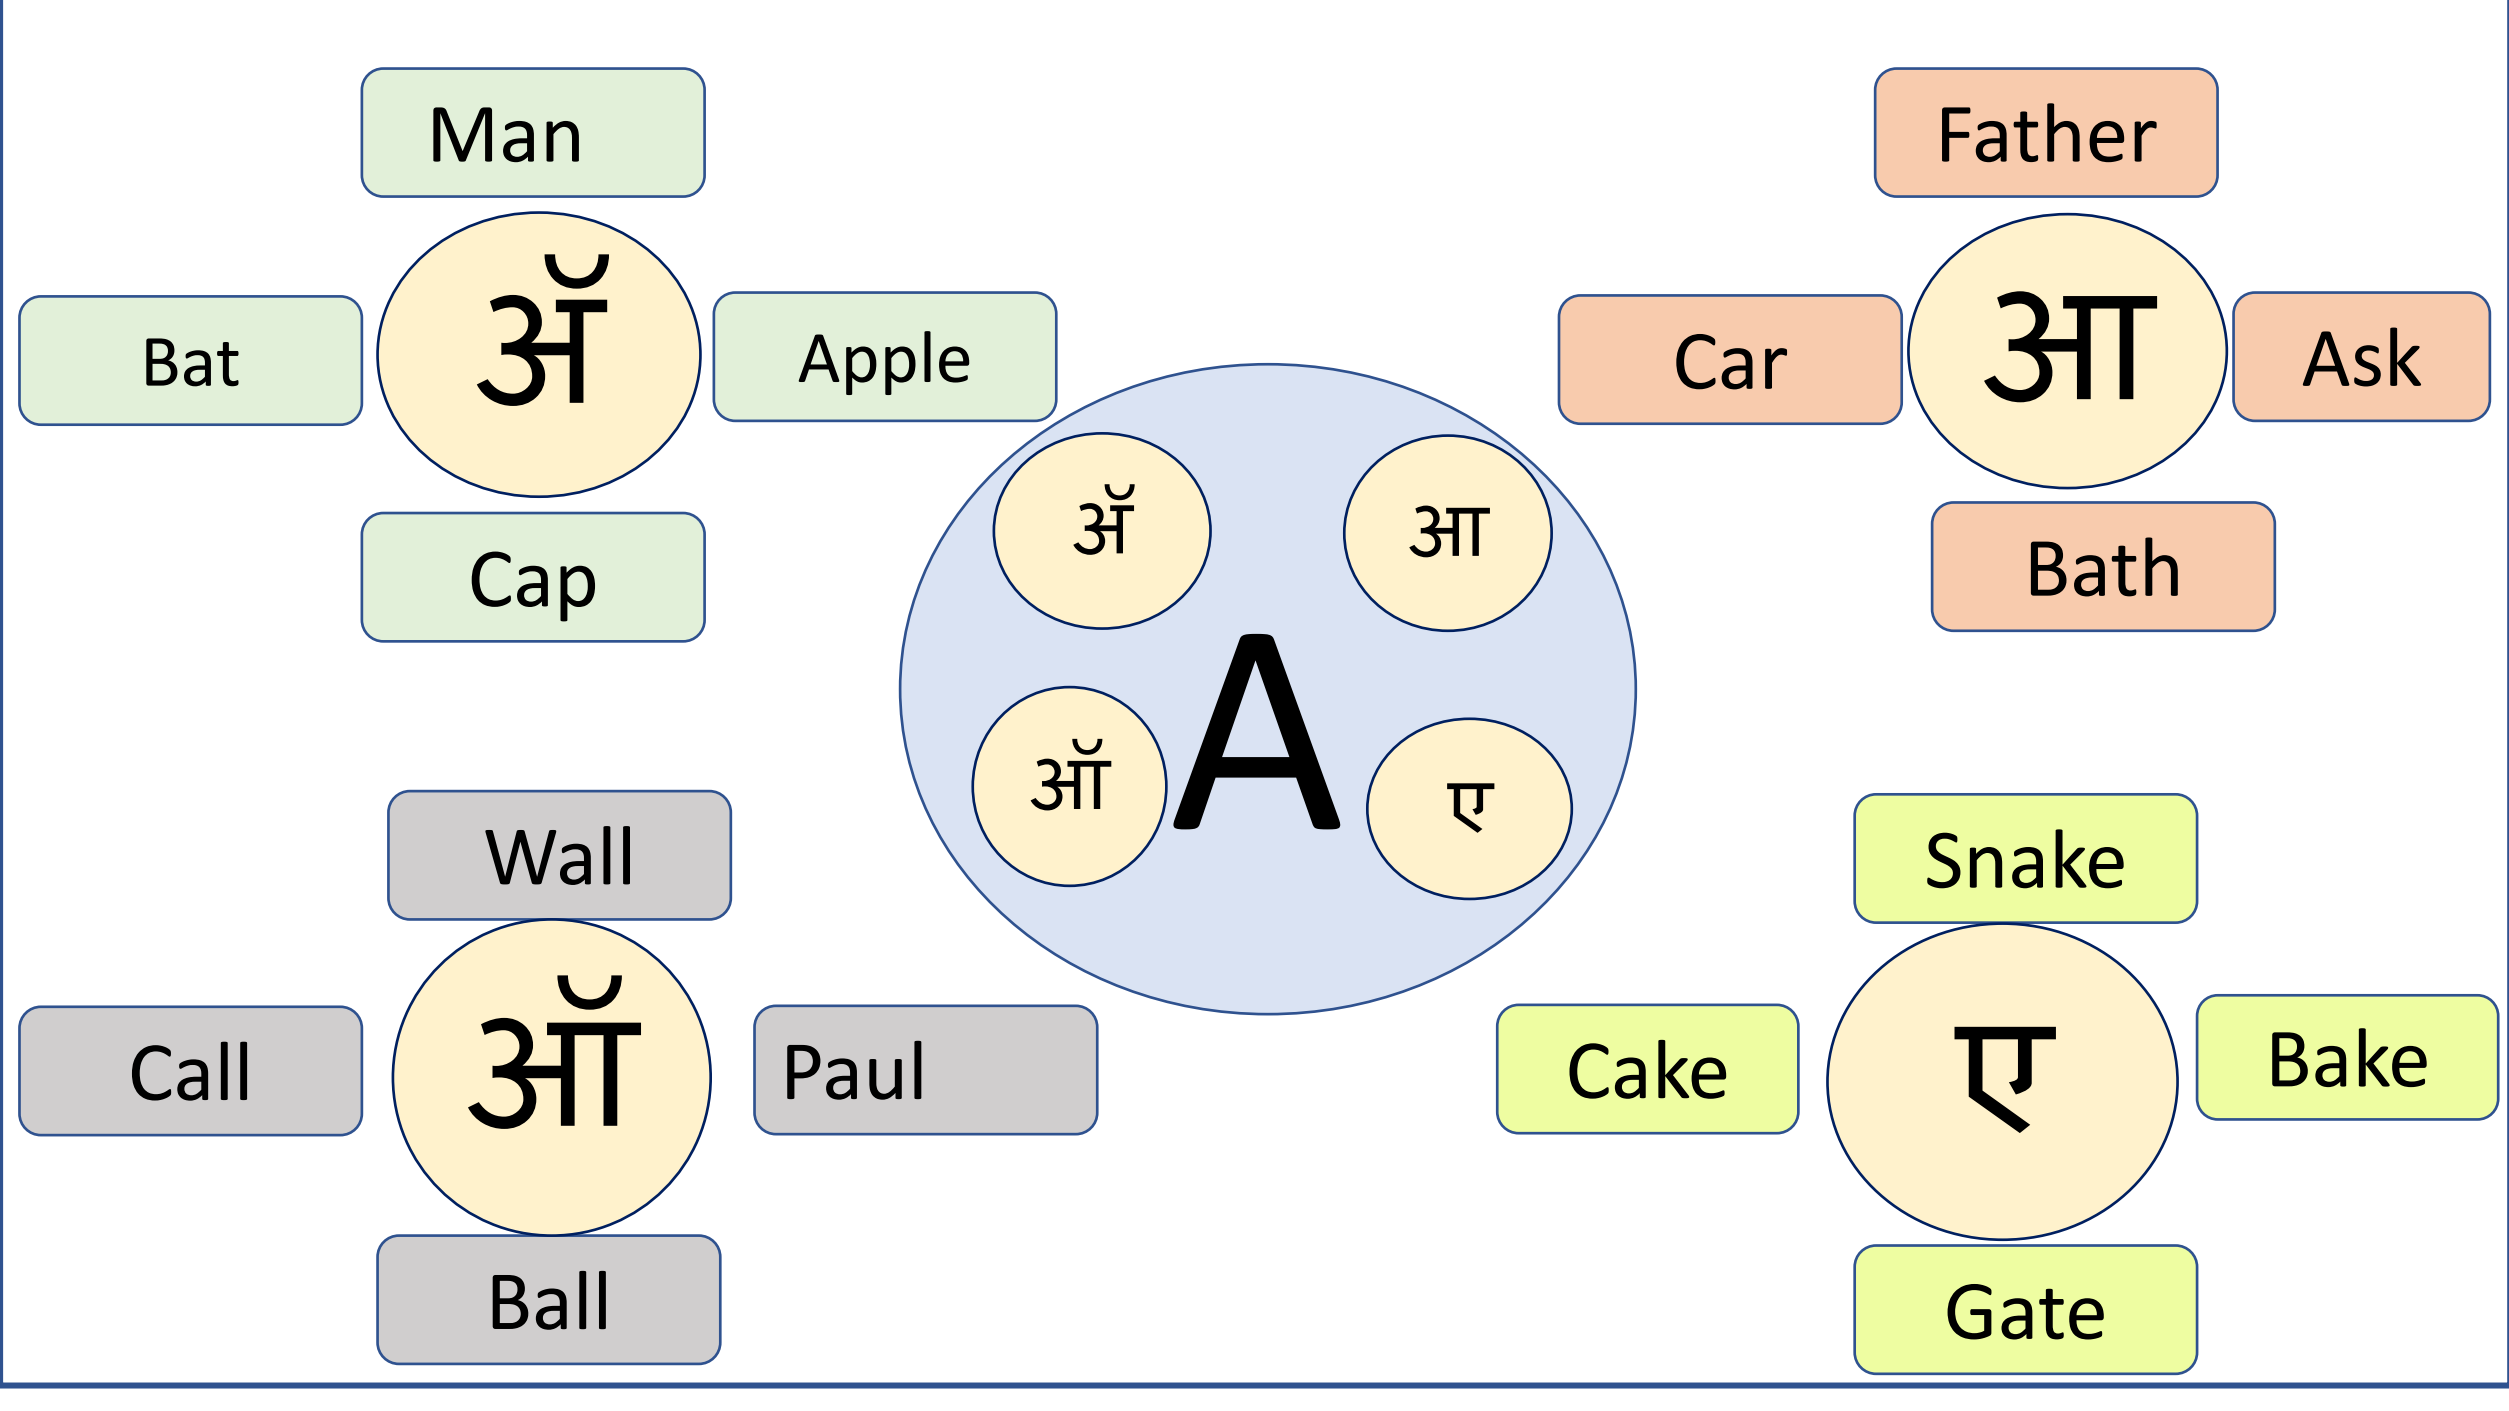 Man
Bat
अॅ
Apple
Cap
Father
Car
आ
Ask
Bath
अॅ
आ
A
ऑ
ए
Wall
Call
ऑ
Paul
Ball
Snake
Cake
ए
Bake
Gate